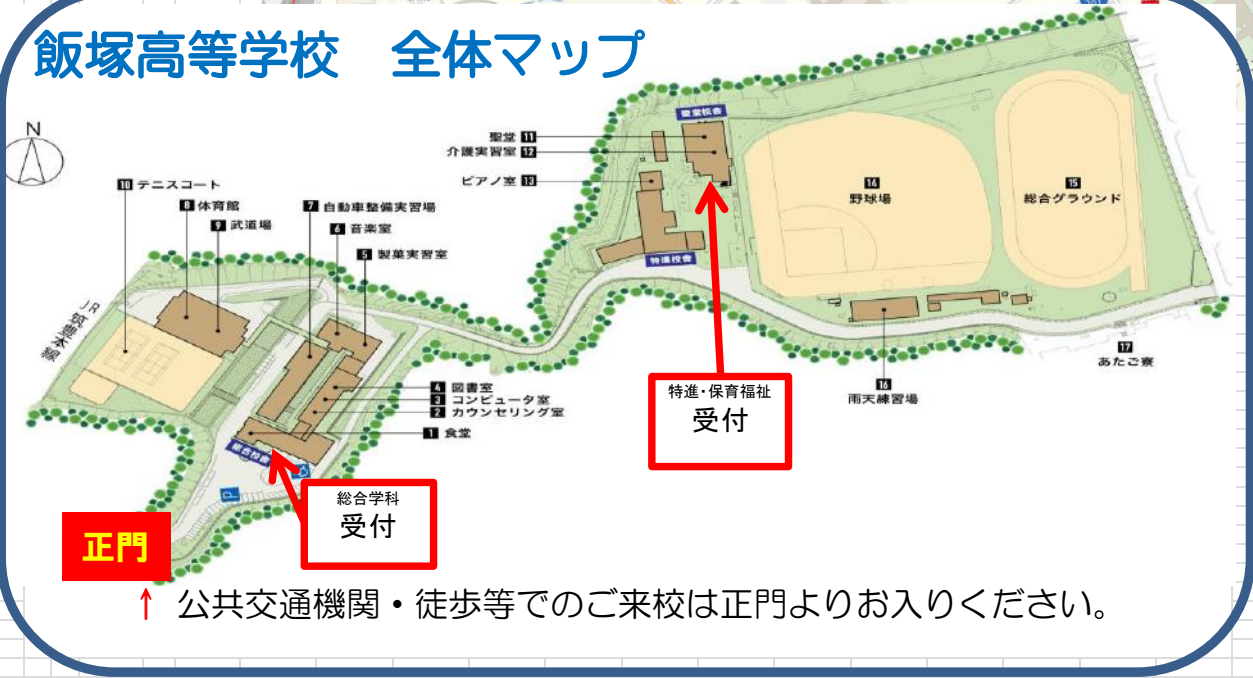 飯塚高等学校　全体マップ
N
聖堂校舎
聖堂 11
介護実習室 12
ピアノ室 13
10 テニスコート
8 体育館
9 武道場
7 自動車整備実習場
6 音楽室
5 製菓実習室
14
野球場
15
総合グラウンド
特進校舎
JR筑豊本線
17
あたご寮
16
雨天練習場
4 図書室
3 コンピュータ室
2 カウンセリング室
1 食堂
総合校舎
P
特進・保育福祉
受付
総合学科
受付
正門
↑ 公共交通機関・徒歩等でのご来校は正門よりお入りください。